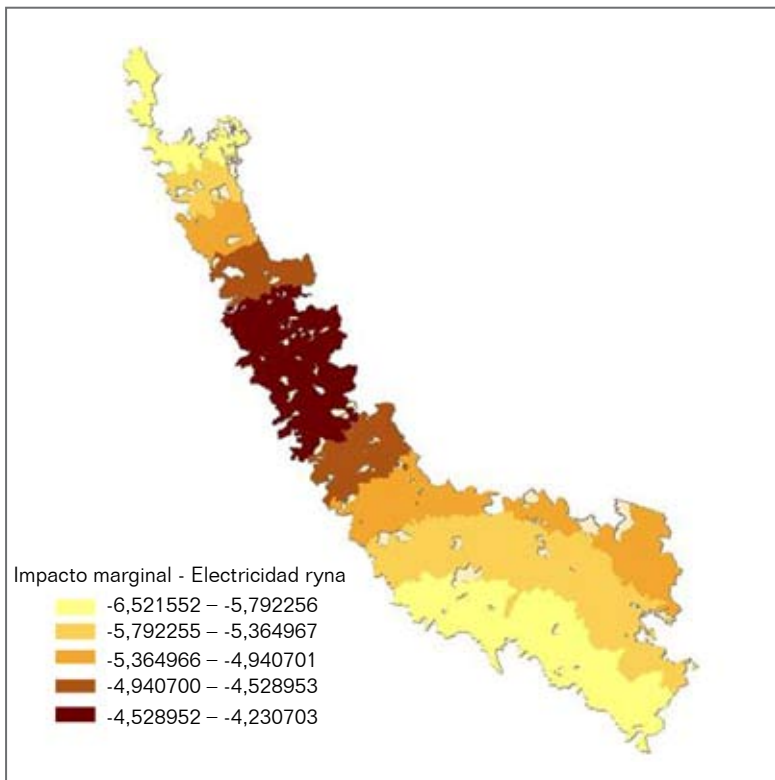 Impacto marginal - Electricidad ryna
-6,521552 – -5,792256
-5,792255 – -5,364967
-5,364966 – -4,940701
-4,940700 – -4,528953
-4,528952 – -4,230703